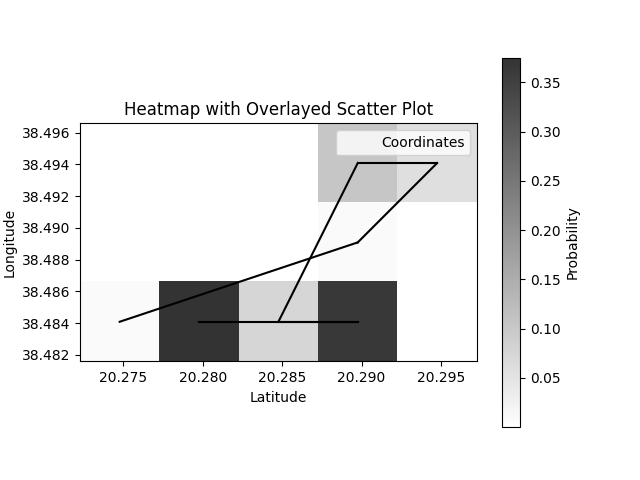 Heatmap with Overlayed Scatter Plot
Coordinates
38.496
38.494
38.492
38.490
38.488
38.486
38.484
38.482
Longitude
20.275 20.280 20.285 20.290 20.295
Latitude
0.35
0.30
0.25
0.20
0.15
0.10
0.05
Probability